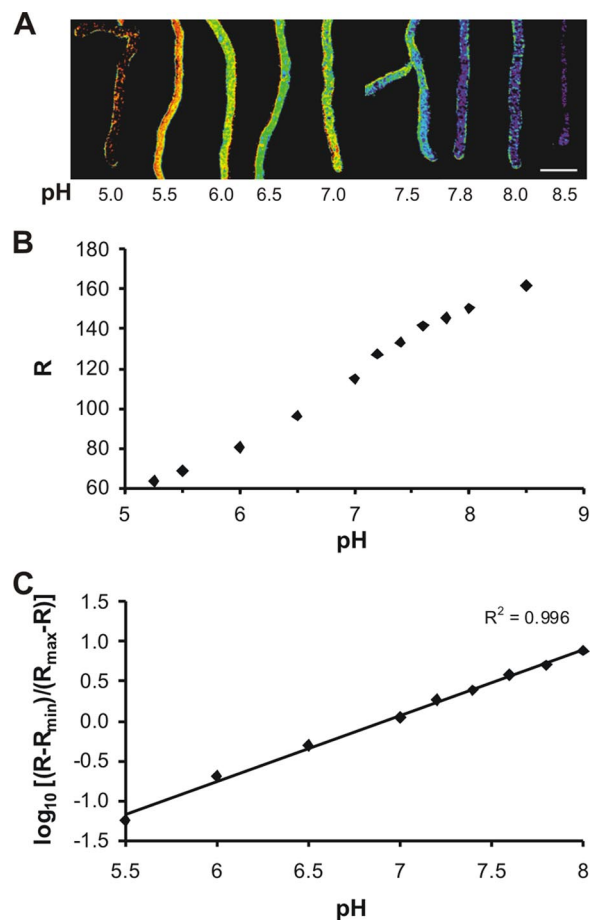 A
pH 5.0 5.5 6.0 6.5 7.0 7.5 7.8 8.0 8.5
B
180
160
140
120
100
80
60
R
5 6 7 8 9
pH
C
1.5
1.0
0.5
0.0
-0.5
-1.0
-1.5
log₁₀ [(R-Rmin)/(Rmax-R)]
R² = 0.996
5.5 6 6.5 7 7.5 8
pH